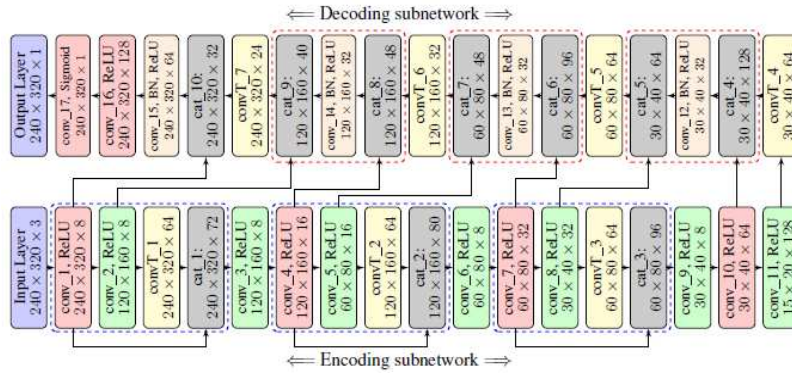 ⟸ Decoding subnetwork ⟹
Output Layer
240 × 320 × 1
conv_17, Sigmoid
240 × 320 × 1
conv_16, ReLU
240 × 320 × 128
conv_15, BN, ReLU
240 × 320 × 64
cat_10:
240 × 320 × 32
convT_7
240 × 320 × 24
cat_9:
120 × 160 × 40
conv_14, BN, ReLU
120 × 160 × 32
cat_8:
120 × 160 × 48
convT_6
120 × 160 × 32
cat_7:
60 × 80 × 48
conv_13, BN, ReLU
60 × 80 × 32
cat_6:
60 × 80 × 96
convT_5
60 × 80 × 64
cat_5:
30 × 40 × 64
conv_12, BN, ReLU
30 × 40 × 32
cat_4:
30 × 40 × 128
convT_4
30 × 40 × 64
Input Layer
240 × 320 × 3
conv_1, ReLU
240 × 320 × 8
conv_2, ReLU
120 × 160 × 8
convT_1
240 × 320 × 64
cat_1:
240 × 320 × 72
conv_3, ReLU
120 × 160 × 8
conv_4, ReLU
120 × 160 × 16
conv_5, ReLU
60 × 80 × 16
convT_2
120 × 160 × 64
cat_2:
120 × 160 × 80
conv_6, ReLU
60 × 80 × 8
conv_7, ReLU
60 × 80 × 32
conv_8, ReLU
30 × 40 × 32
convT_3
60 × 80 × 64
cat_3:
60 × 80 × 96
conv_9, ReLU
30 × 40 × 8
conv_10, ReLU
30 × 40 × 64
conv_11, ReLU
15 × 20 × 128
⟸ Encoding subnetwork ⟹